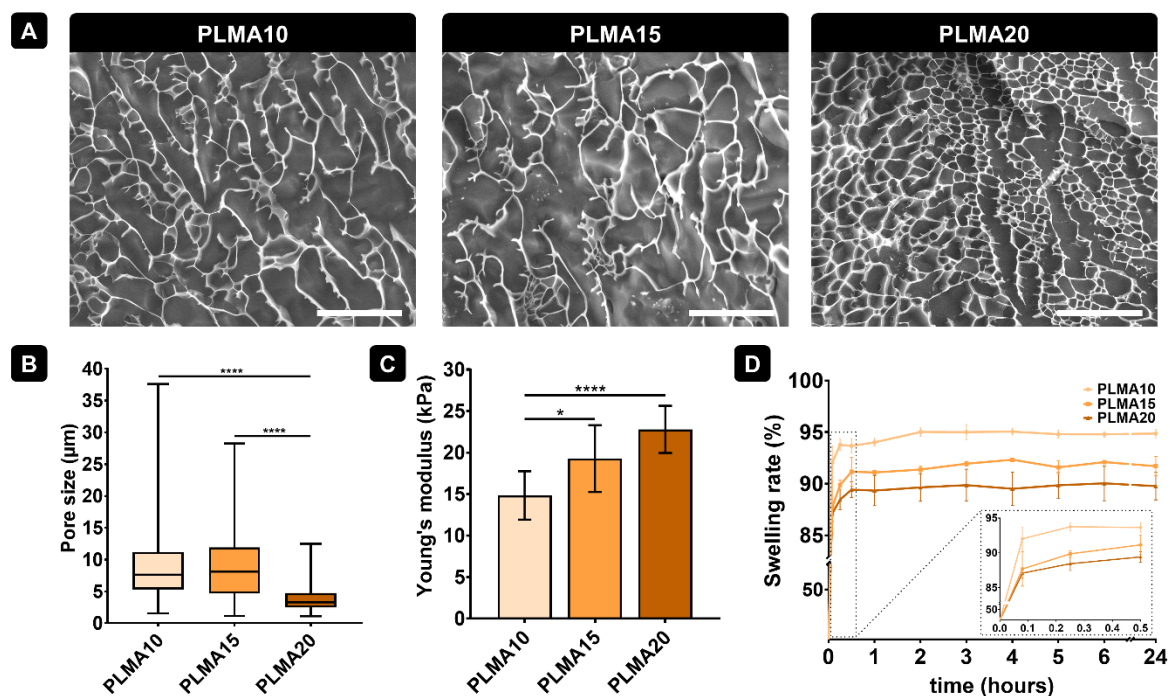 A
PLMA10
PLMA15
PLMA20
B
Pore size (µm)
40
35
30
25
20
15
10
5
0
****
****
PLMA10
PLMA15
PLMA20
C
Young's modulus (kPa)
30
25
20
15
10
5
0
****
*
PLMA10
PLMA15
PLMA20
D
Swelling rate (%)
100
95
90
85
50
PLMA10
PLMA15
PLMA20
95
90
85
50
0.0 0.1 0.2 0.3 0.4 0.5
0 1 2 3 4 5 6 24
time (hours)